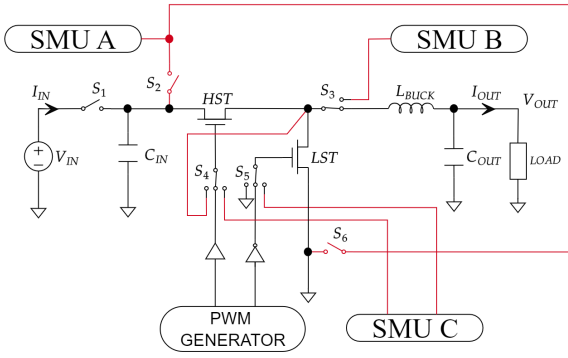 SMU A
SMU B
I_IN
S_1
S_2
HST
S_3
L_BUCK
I_OUT
V_OUT
V_IN
C_IN
S_4
S_5
LST
C_OUT
LOAD
S_6
PWM
GENERATOR
SMU C